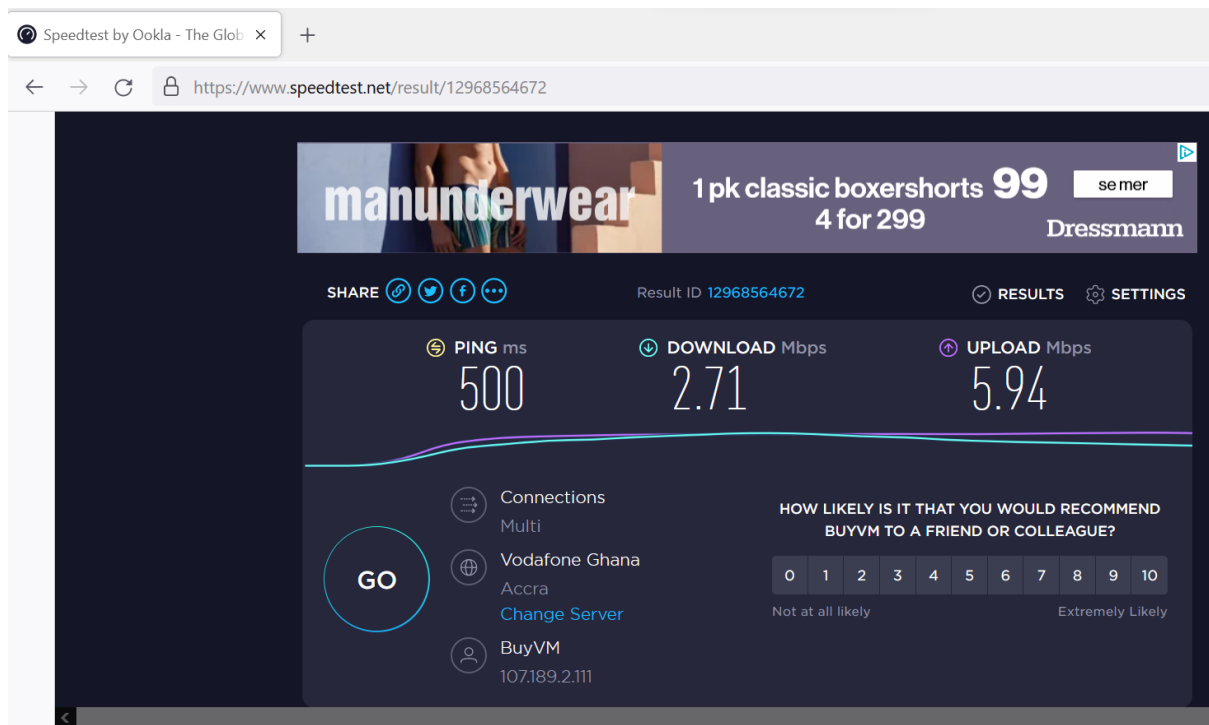 Speedtest by Ookla - The Glob
https://www.speedtest.net/result/12968564672
manunderwear
1 pk classic boxershorts 99
4 for 299
se mer
Dressmann
SHARE
Result ID 12968564672
RESULTS
SETTINGS
PING ms
500
DOWNLOAD Mbps
2.71
UPLOAD Mbps
5.94
GO
Connections
Multi
Vodafone Ghana
Accra
Change Server
BuyVM
107.189.2.111
HOW LIKELY IS IT THAT YOU WOULD RECOMMEND
BUYVM TO A FRIEND OR COLLEAGUE?
0 1 2 3 4 5 6 7 8 9 10
Not at all likely
Extremely Likely